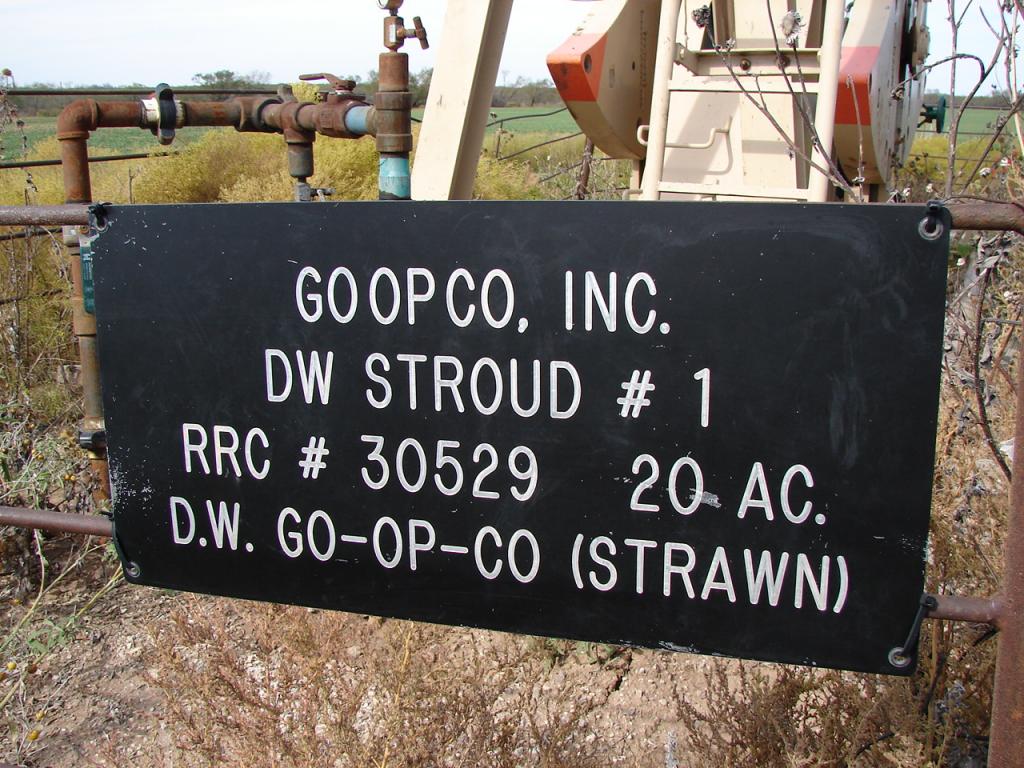 GOOPCO, INC.
DW STROUD # 1
RRC # 30529 20 AC.
D.W. GO-OP-CO (STRAWN)